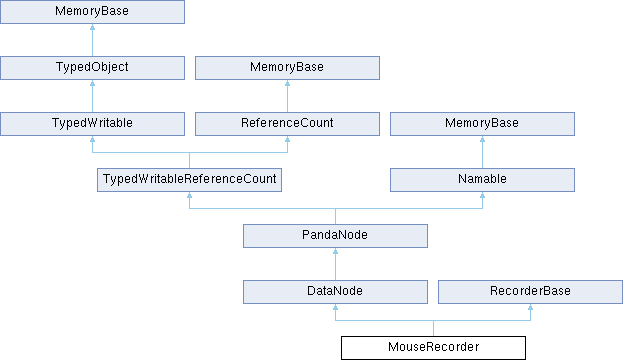 MemoryBase
TypedObject
MemoryBase
TypedWritable
ReferenceCount
MemoryBase
TypedWritableReferenceCount
Namable
PandaNode
DataNode
RecorderBase
MouseRecorder